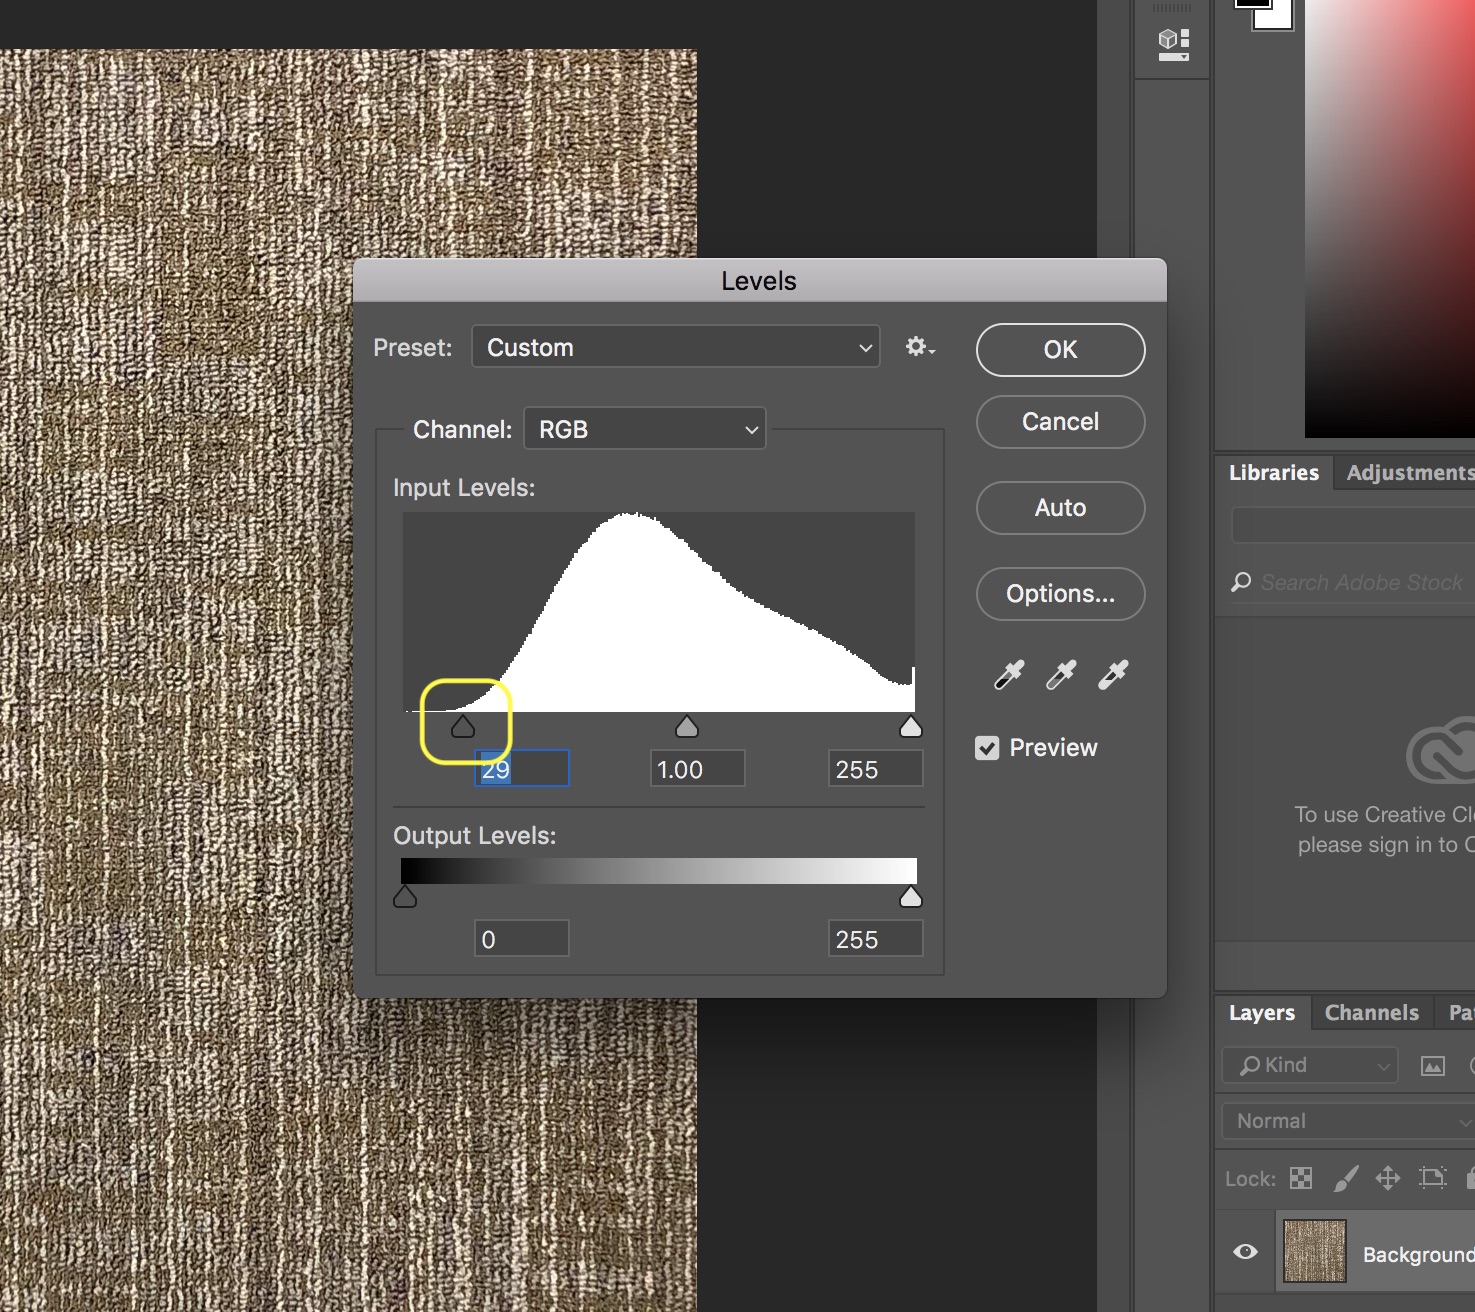 Levels
Preset: Custom
OK
Cancel
Channel: RGB
Input Levels:
Auto
Options...
29 1.00 255
Preview
Output Levels:
0 255
Libraries Adjustments
Search Adobe Stock
To use Creative Cl
please sign in to C
Layers Channels Pa
Kind
Normal
Lock:
Background